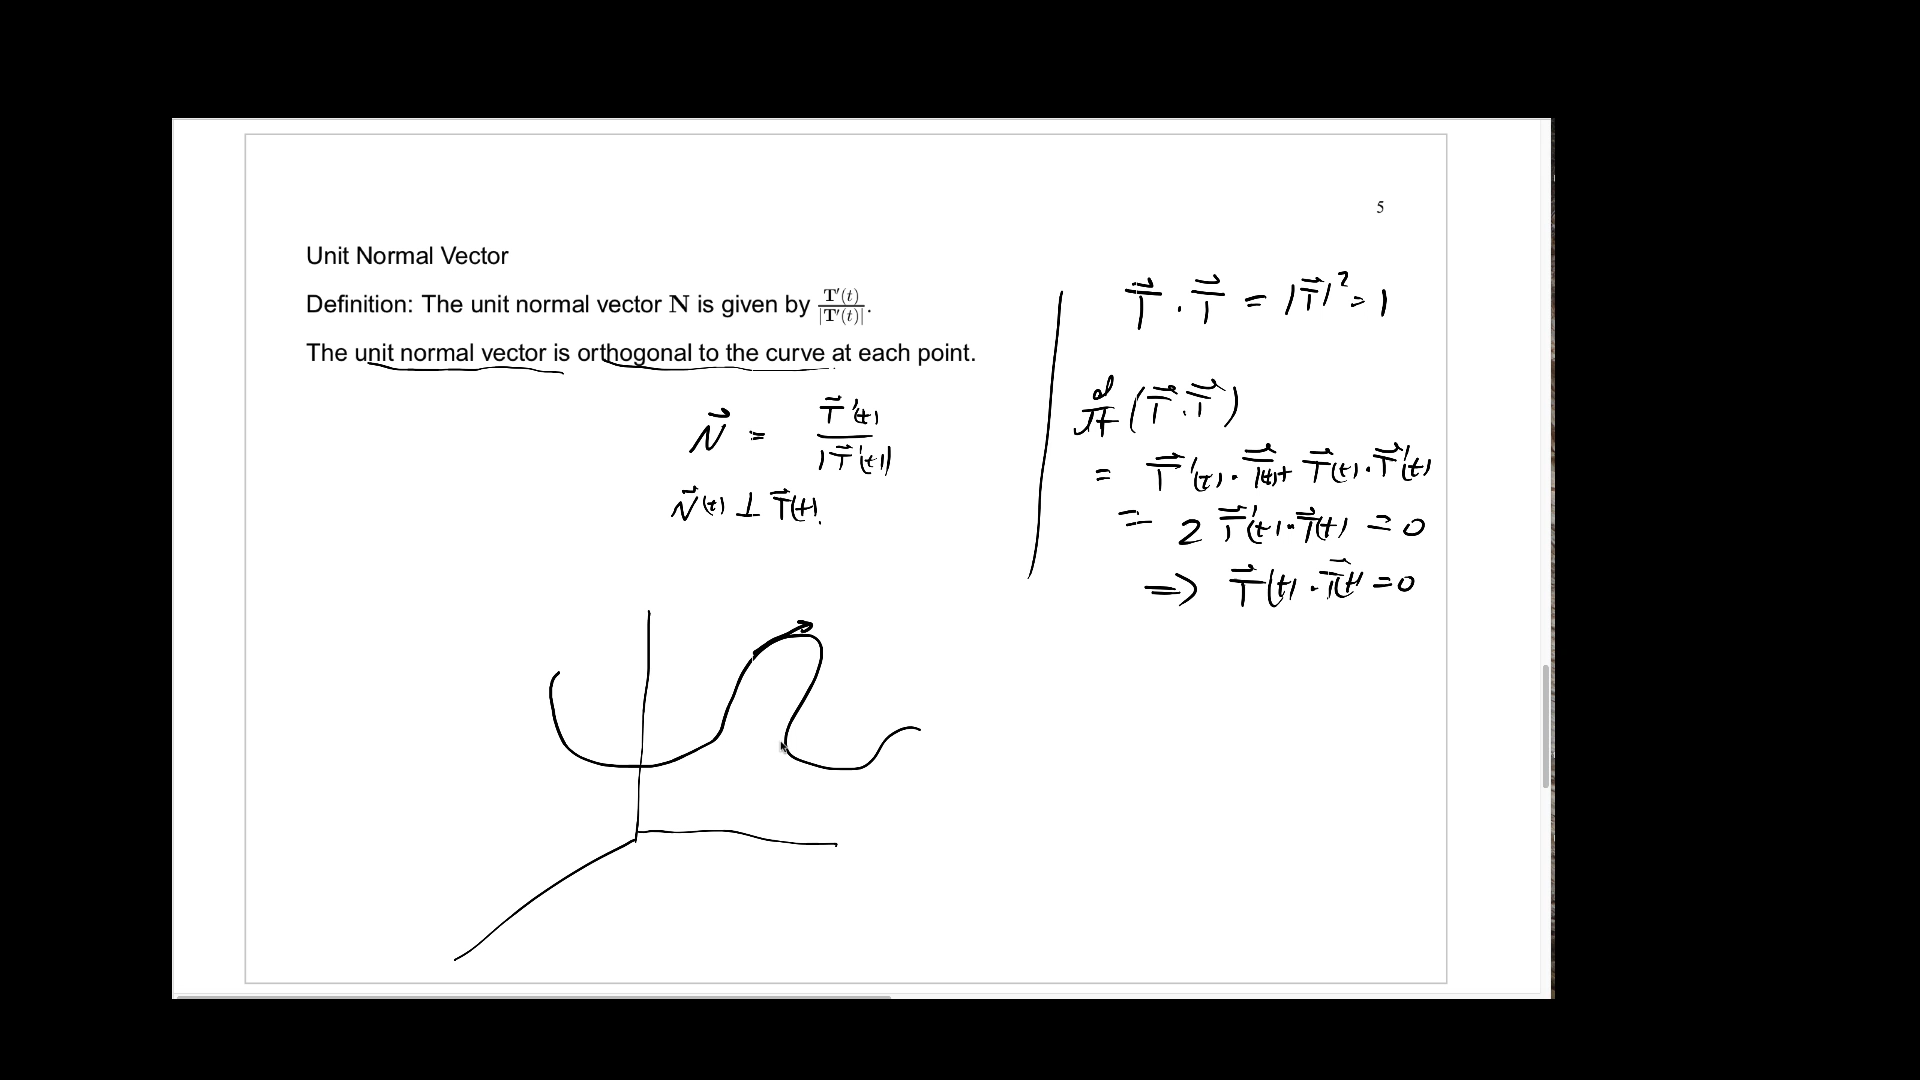 5
Unit Normal Vector
Definition: The unit normal vector N is given by T′(t)/|T′(t)|.
The unit normal vector is orthogonal to the curve at each point.
N⃗ = T⃗′(t)/|T⃗′(t)|
N⃗(t) ⊥ T⃗(t).
T⃗ · T⃗ = |T⃗|² = 1
d/dt (T⃗ · T⃗)
= T⃗′(t) · T⃗(t) + T⃗(t) · T⃗′(t)
= 2 T⃗′(t) · T⃗(t) = 0
=> T⃗(t) · T⃗(t) = 0